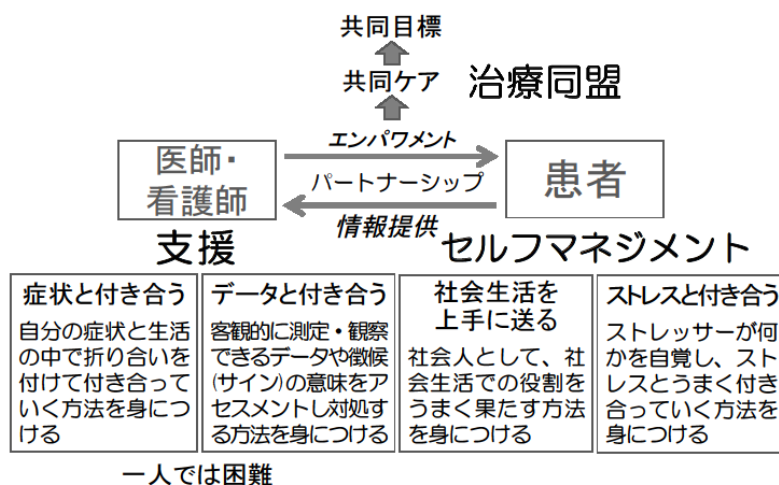 共同目標
共同ケア
治療同盟
エンパワメント
医師・
看護師
パートナーシップ
患者
情報提供
支援
セルフマネジメント
症状と付き合う
自分の症状と生活
の中で折り合いを
付けて付き合って
いく方法を身につ
ける
データと付き合う
客観的に測定・観察
できるデータや徴候
(サイン)の意味をア
セスメントし対処す
る方法を身につける
社会生活を
上手に送る
社会人として、社
会生活での役割を
うまく果たす方法
を身につける
ストレスと付き合う
ストレッサーが何
かを自覚し、スト
レスとうまく付き
合っていく方法を
身につける
一人では困難